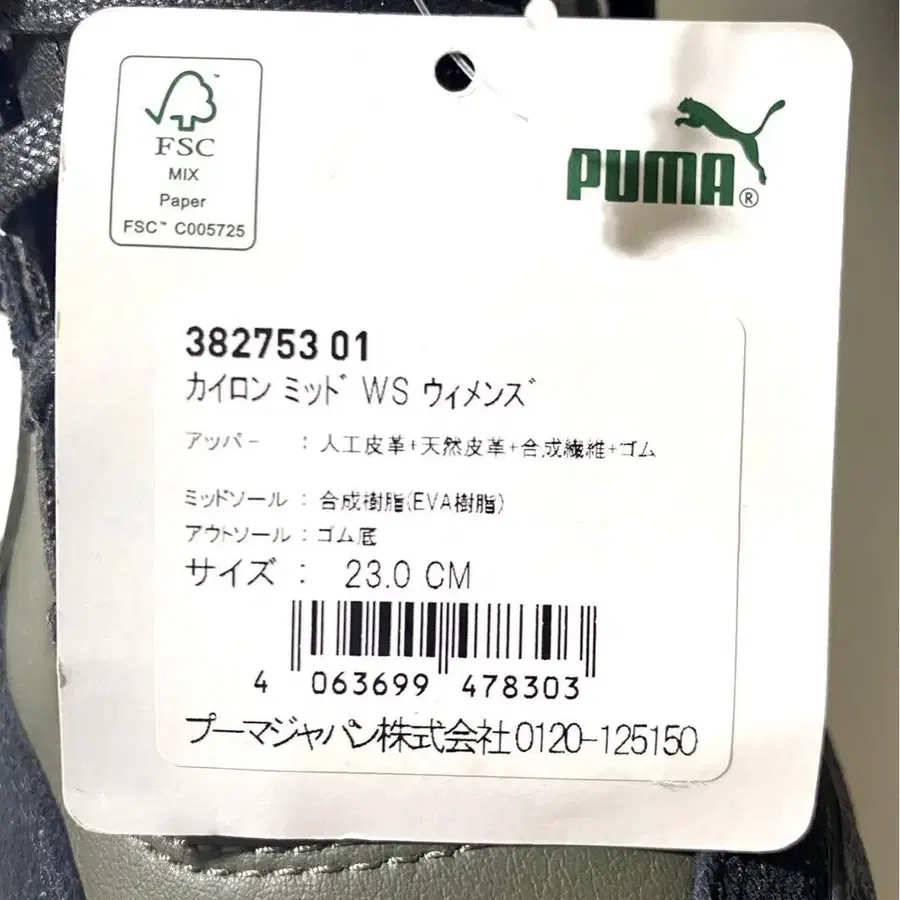 FSC
MIX
Paper
FSC™ C005725
PUMA®
382753 01
カイロン ミッド WS ウィメンズ
アッパー : 人工皮革+天然皮革+合成繊維+ゴム
ミッドソール : 合成樹脂(EVA樹脂)
アウトソール : ゴム底
サイズ : 23.0 CM
4 063699 478303
プーマジャパン株式会社0120-125150